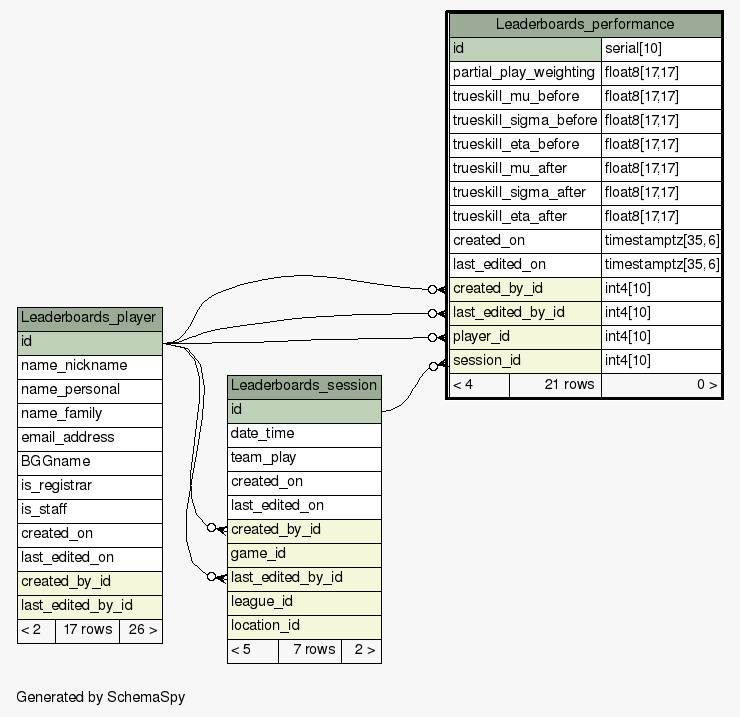 Leaderboards_performance
id serial[10]
partial_play_weighting float8[17,17]
trueskill_mu_before float8[17,17]
trueskill_sigma_before float8[17,17]
trueskill_eta_before float8[17,17]
trueskill_mu_after float8[17,17]
trueskill_sigma_after float8[17,17]
trueskill_eta_after float8[17,17]
created_on timestamptz[35,6]
last_edited_on timestamptz[35,6]
created_by_id int4[10]
last_edited_by_id int4[10]
player_id int4[10]
session_id int4[10]
< 4 21 rows 0 >
Leaderboards_player
id
name_nickname
name_personal
name_family
email_address
BGGname
is_registrar
is_staff
created_on
last_edited_on
created_by_id
last_edited_by_id
< 2 17 rows 26 >
Leaderboards_session
id
date_time
team_play
created_on
last_edited_on
created_by_id
game_id
last_edited_by_id
league_id
location_id
< 5 7 rows 2 >
Generated by SchemaSpy